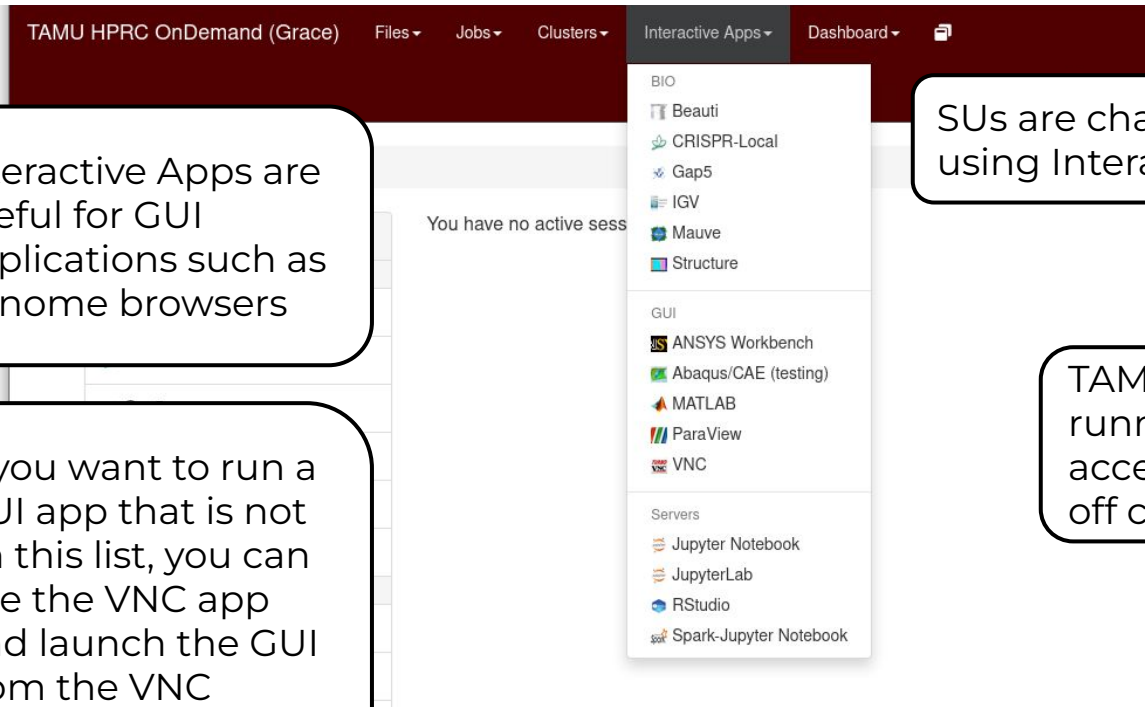 TAMU HPRC OnDemand (Grace) Files Jobs Clusters Interactive Apps Dashboard
BIO
Beauti
CRISPR-Local
Gap5
IGV
Mauve
Structure
GUI
ANSYS Workbench
Abaqus/CAE (testing)
MATLAB
ParaView
VNC
Servers
Jupyter Notebook
JupyterLab
RStudio
Spark-Jupyter Notebook
You have no active sess
eractive Apps are
eful for GUI
plications such as
nome browsers
you want to run a
UI app that is not
this list, you can
e the VNC app
d launch the GUI
om the VNC
SUs are cha
using Intera
TAM
runn
acce
off c